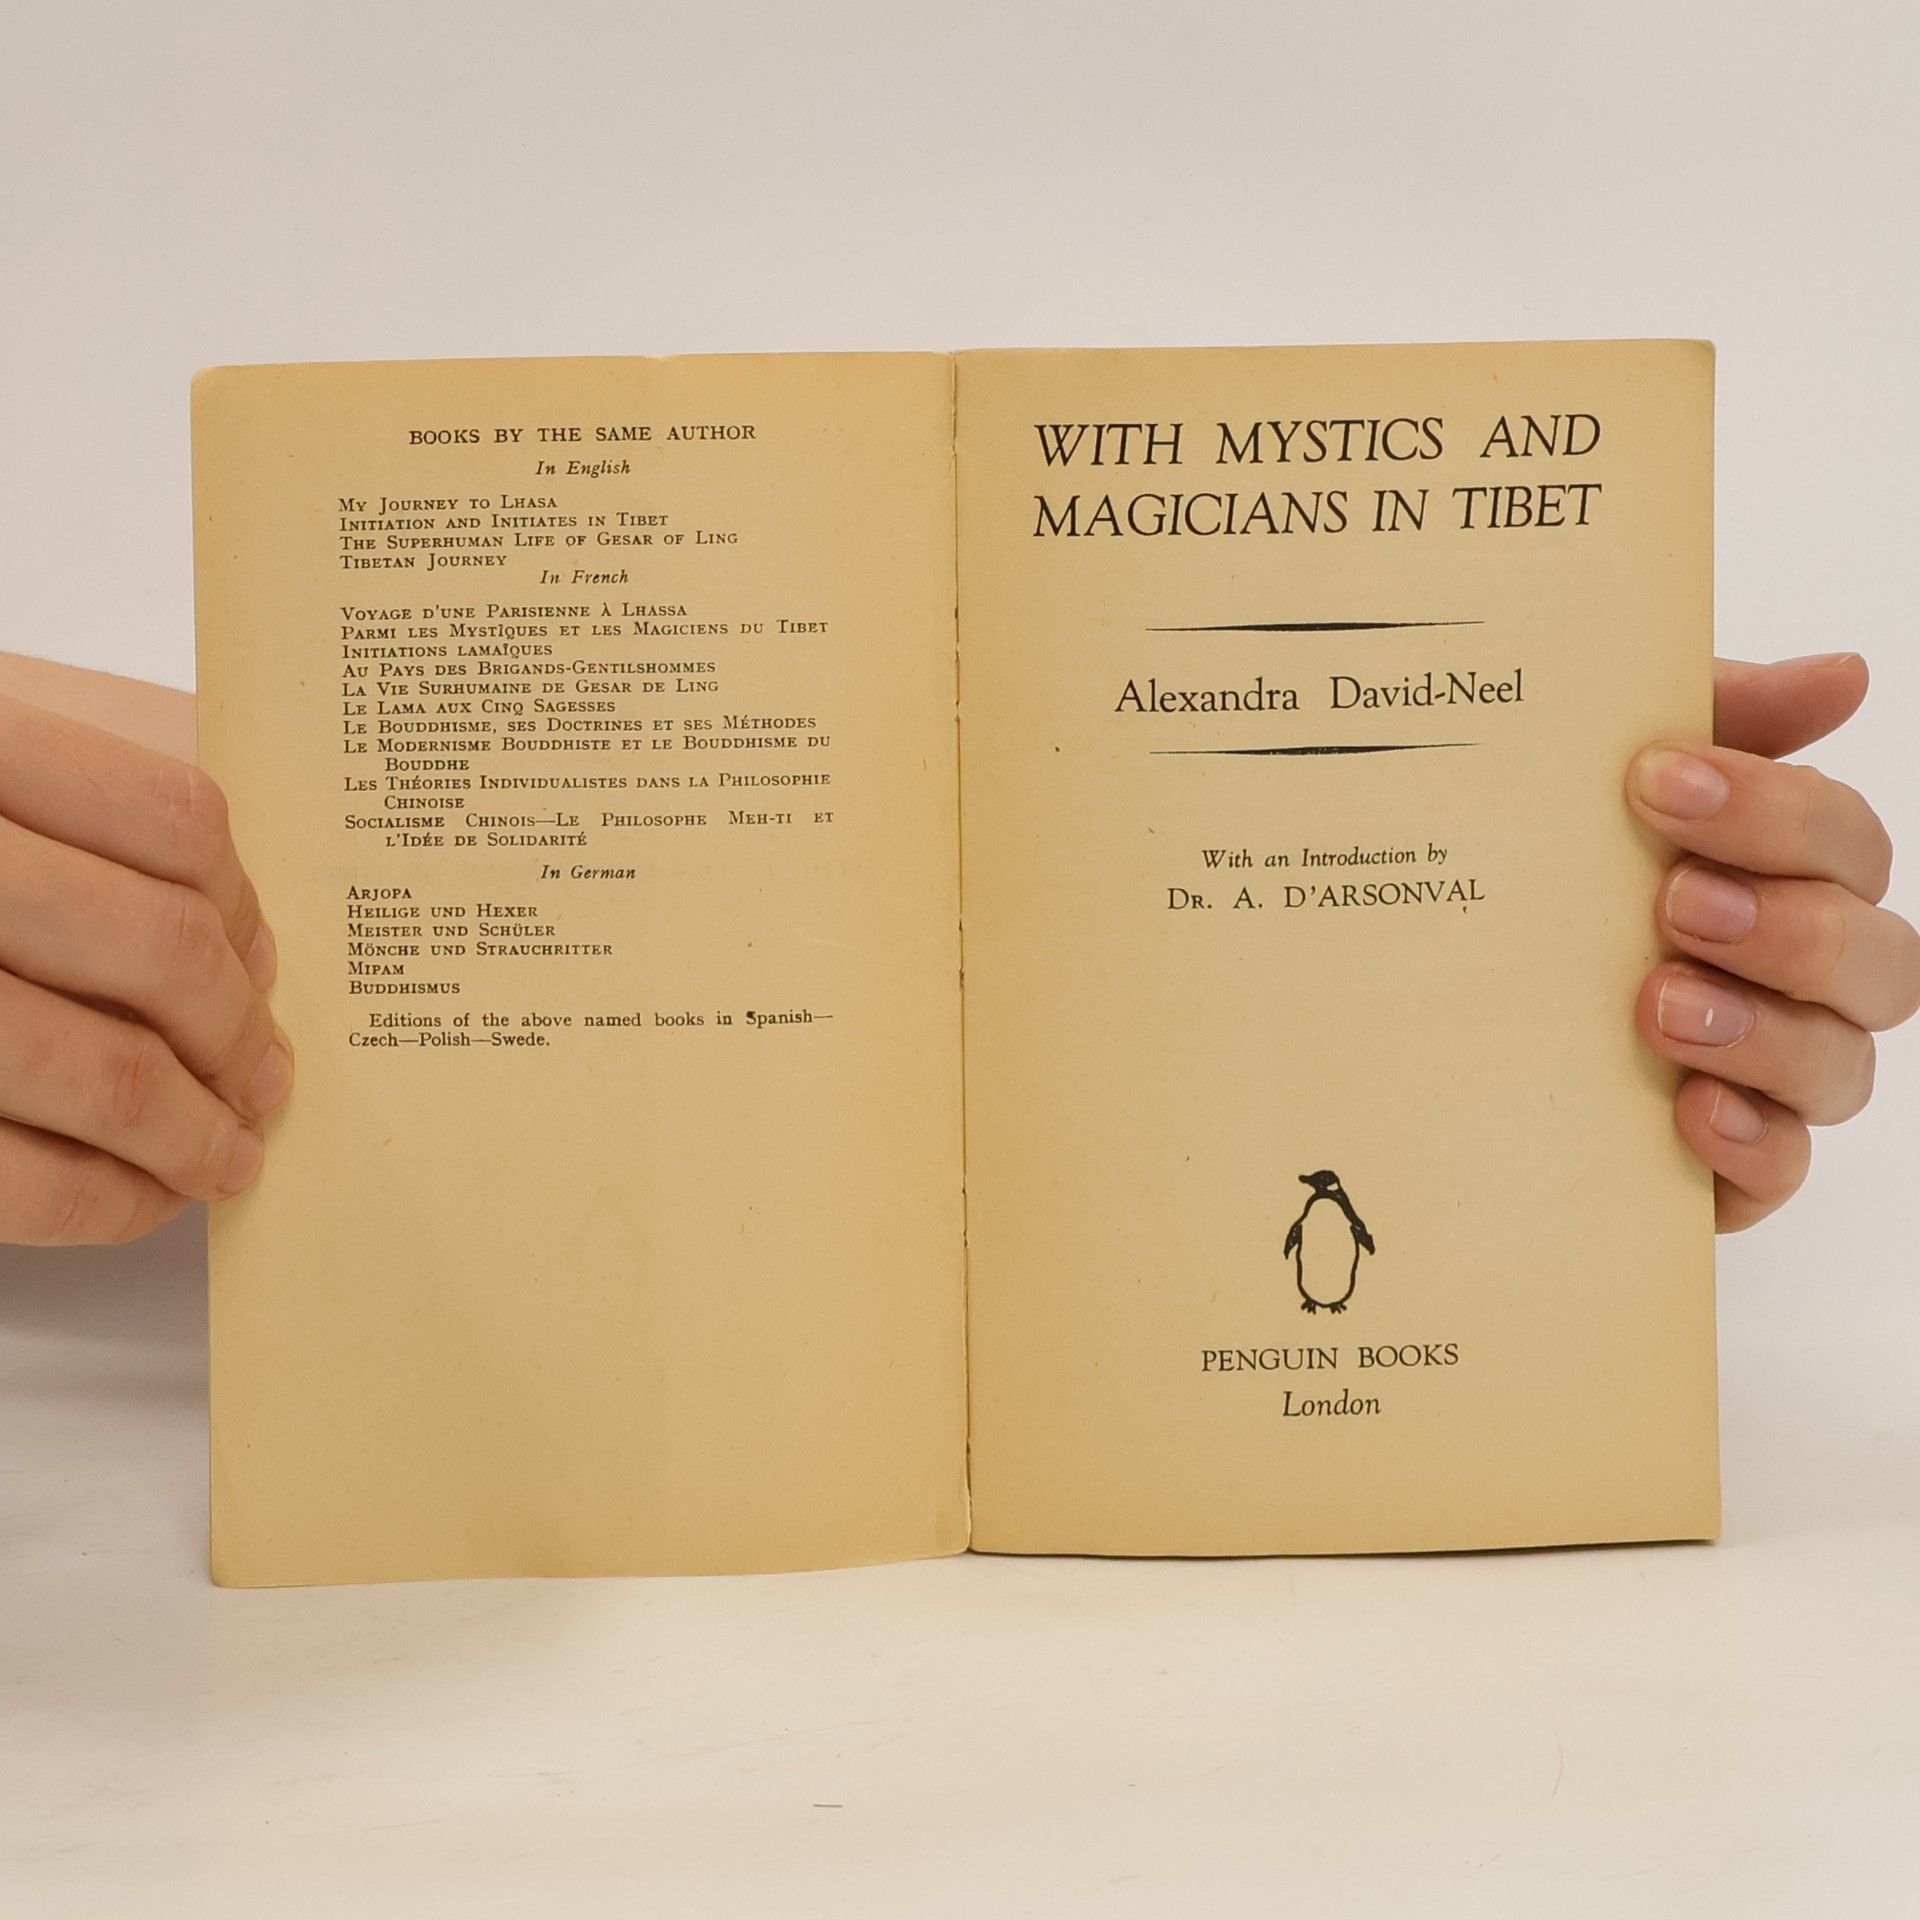 BOOKS BY THE SAME AUTHOR
In English
My Journey to Lhasa
Initiation and Initiates in Tibet
The Superhuman Life of Gesar of Ling
Tibetan Journey
In French
Voyage d'une Parisienne à Lhassa
Parmi les Mystîques et les Magiciens du Tibet
Initiations lamaîques
Au Pays des Brigands-Gentilshommes
La Vie Surhumaine de Gesar de Ling
Le Lama aux Cinq Sagesses
Le Bouddhisme, ses Doctrines et ses Méthodes
Le Modernisme Bouddhiste et le Bouddhisme du
Bouddhe
Les Théories Individualistes dans la Philosophie
Chinoise
Socialisme Chinois—Le Philosophe Meh-ti et
l'Idée de Solidarité
In German
Arjopa
Heilige und Hexer
Meister und Schüler
Mönche und Strauchritter
Mipam
Buddhismus
Editions of the above named books in Spanish—
Czech—Polish—Swede.
WITH MYSTICS AND
MAGICIANS IN TIBET
Alexandra David-Neel
With an Introduction by
Dr. A. D'ARSONVAL
PENGUIN BOOKS
London